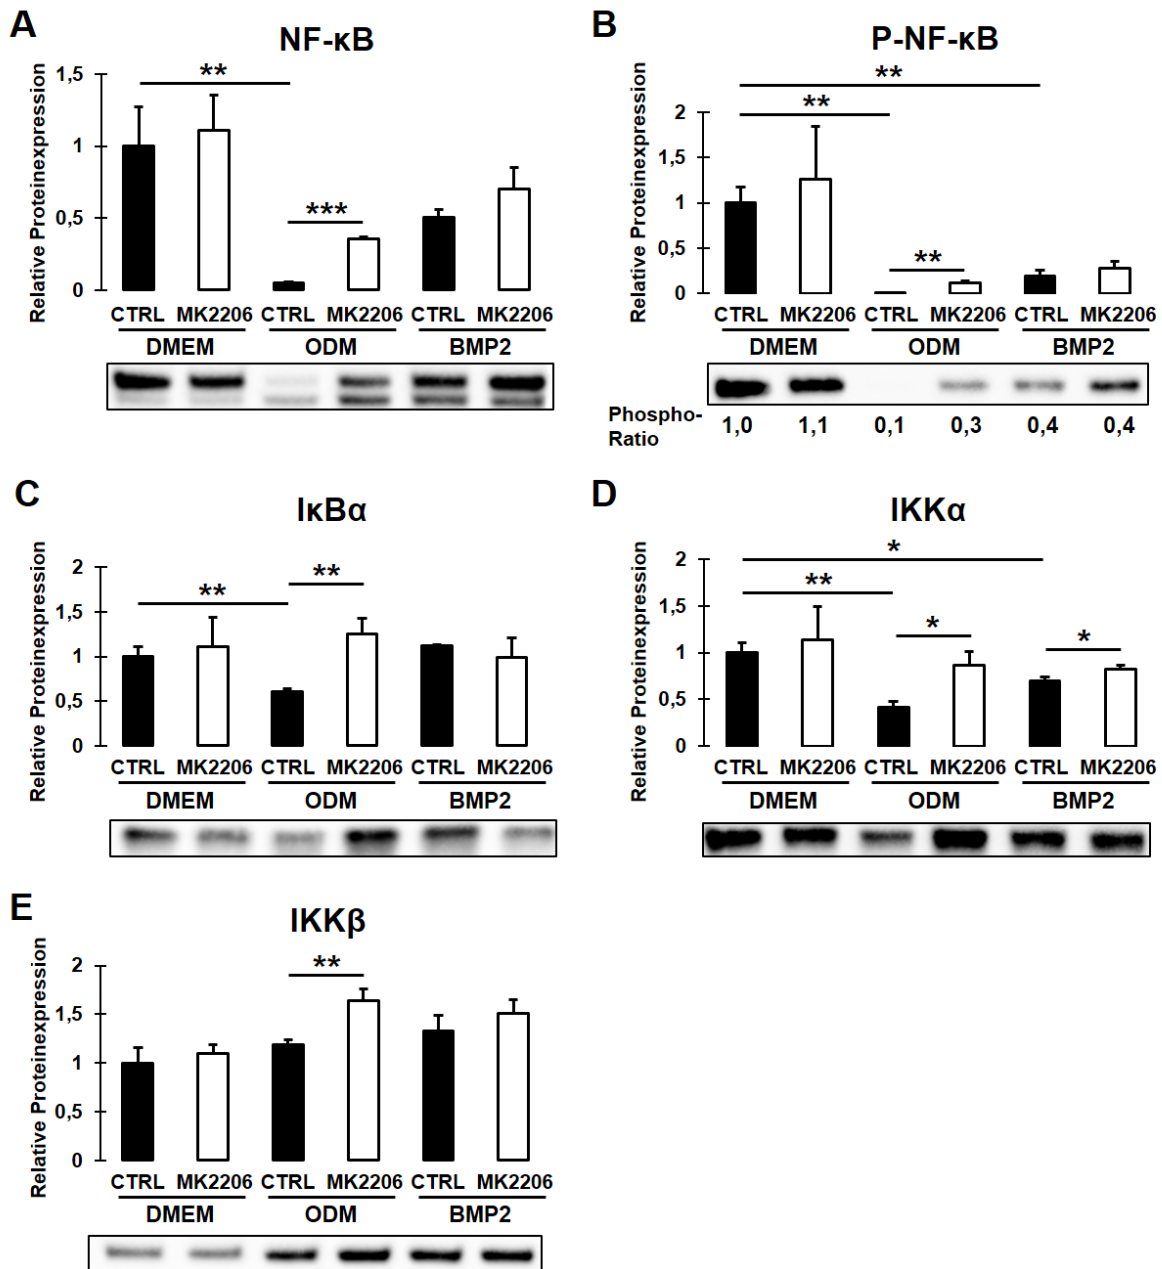 A
NF-κB
Relative Proteinexpression
1,5
**
1
0,5
***
0
CTRL MK2206 CTRL MK2206 CTRL MK2206
DMEM ODM BMP2
B
P-NF-κB
Relative Proteinexpression
**
2
**
1,5
1
0,5
**
0
CTRL MK2206 CTRL MK2206 CTRL MK2206
DMEM ODM BMP2
Phospho-
Ratio
1,0 1,1 0,1 0,3 0,4 0,4
C
IκBα
Relative Proteinexpression
2
**
**
1,5
1
0,5
0
CTRL MK2206 CTRL MK2206 CTRL MK2206
DMEM ODM BMP2
D
IKKα
Relative Proteinexpression
2
*
**
1,5
*
*
1
0,5
0
CTRL MK2206 CTRL MK2206 CTRL MK2206
DMEM ODM BMP2
E
IKKβ
Relative Proteinexpression
2
**
1,5
1
0,5
0
CTRL MK2206 CTRL MK2206 CTRL MK2206
DMEM ODM BMP2